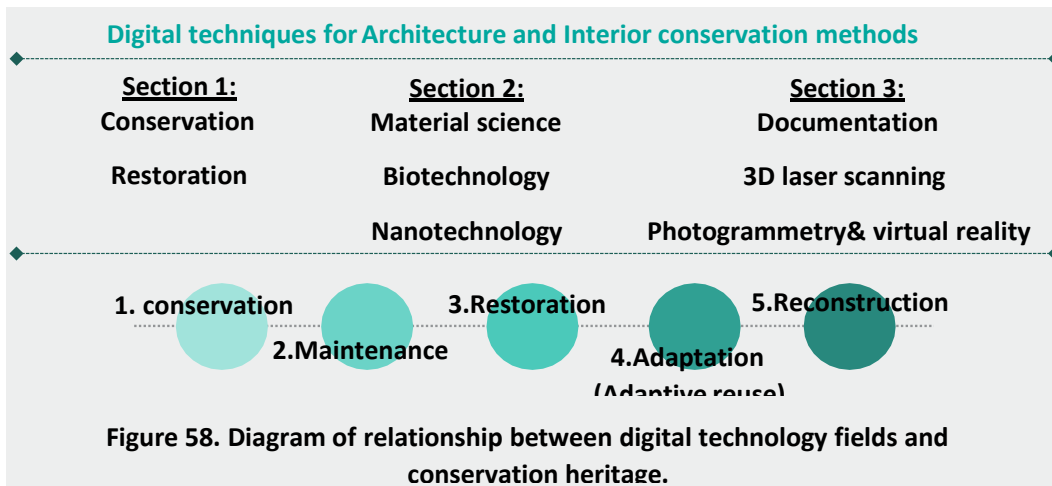 Digital techniques for Architecture and Interior conservation methods
Section 1:
Conservation
Restoration
Section 2:
Material science
Biotechnology
Nanotechnology
Section 3:
Documentation
3D laser scanning
Photogrammetry& virtual reality
1. conservation
2.Maintenance
3.Restoration
4.Adaptation
(Adaptive reuse)
5.Reconstruction
Figure 58. Diagram of relationship between digital technology fields and
conservation heritage.